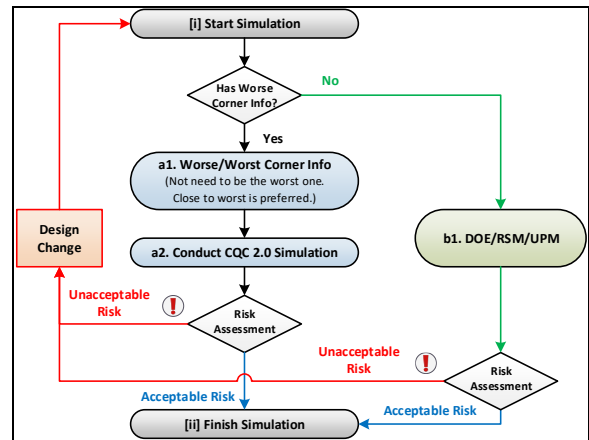 [i] Start Simulation
Has Worse
Corner Info?
No
Yes
a1. Worse/Worst Corner Info
(Not need to be the worst one.
Close to worst is preferred.)
Design
Change
a2. Conduct CQC 2.0 Simulation
b1. DOE/RSM/UPM
Unacceptable
Risk
Risk
Assessment
Unacceptable
Risk
Risk
Assessment
Acceptable Risk
Acceptable Risk
[ii] Finish Simulation